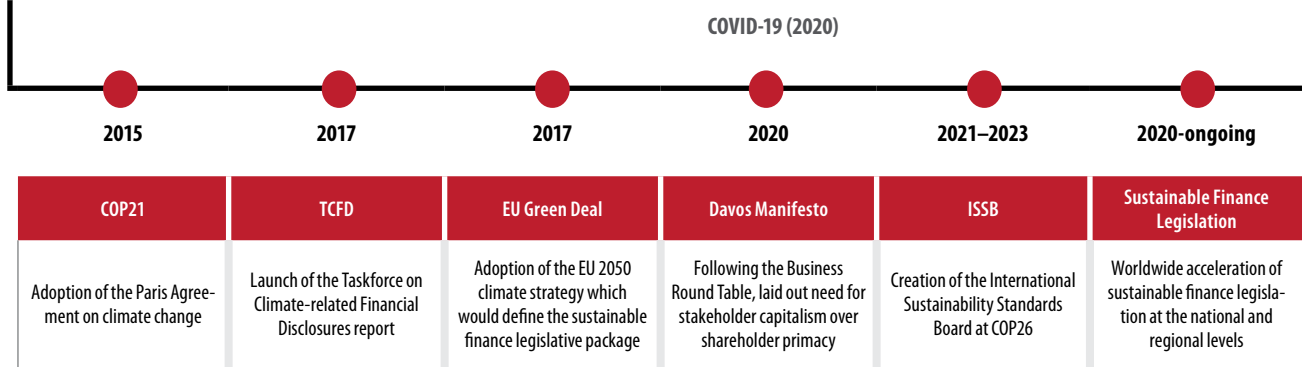 COVID-19 (2020)
2015
2017
2017
2020
2021–2023
2020-ongoing
COP21
TCFD
EU Green Deal
Davos Manifesto
ISSB
Sustainable Finance
Legislation
Adoption of the Paris Agree-
ment on climate change
Launch of the Taskforce on
Climate-related Financial
Disclosures report
Adoption of the EU 2050
climate strategy which
would define the sustainable
finance legislative package
Following the Business
Round Table, laid out need for
stakeholder capitalism over
shareholder primacy
Creation of the International
Sustainability Standards
Board at COP26
Worldwide acceleration of
sustainable finance legisla-
tion at the national and
regional levels